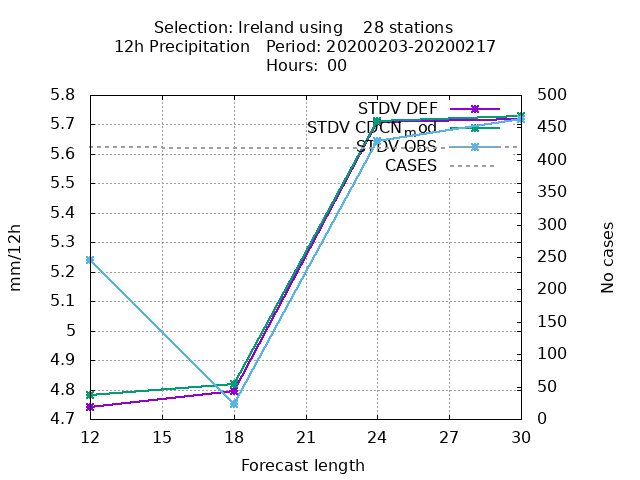 Selection: Ireland using    28 stations
12h Precipitation   Period: 20200203-20200217
Hours:  00
mm/12h
5.8
5.7
5.6
5.5
5.4
5.3
5.2
5.1
5
4.9
4.8
4.7
STDV DEF
STDV CDCN_mod
STDV OBS
CASES
500
450
400
350
300
250
200
150
100
50
0
No cases
12 15 18 21 24 27 30
Forecast length